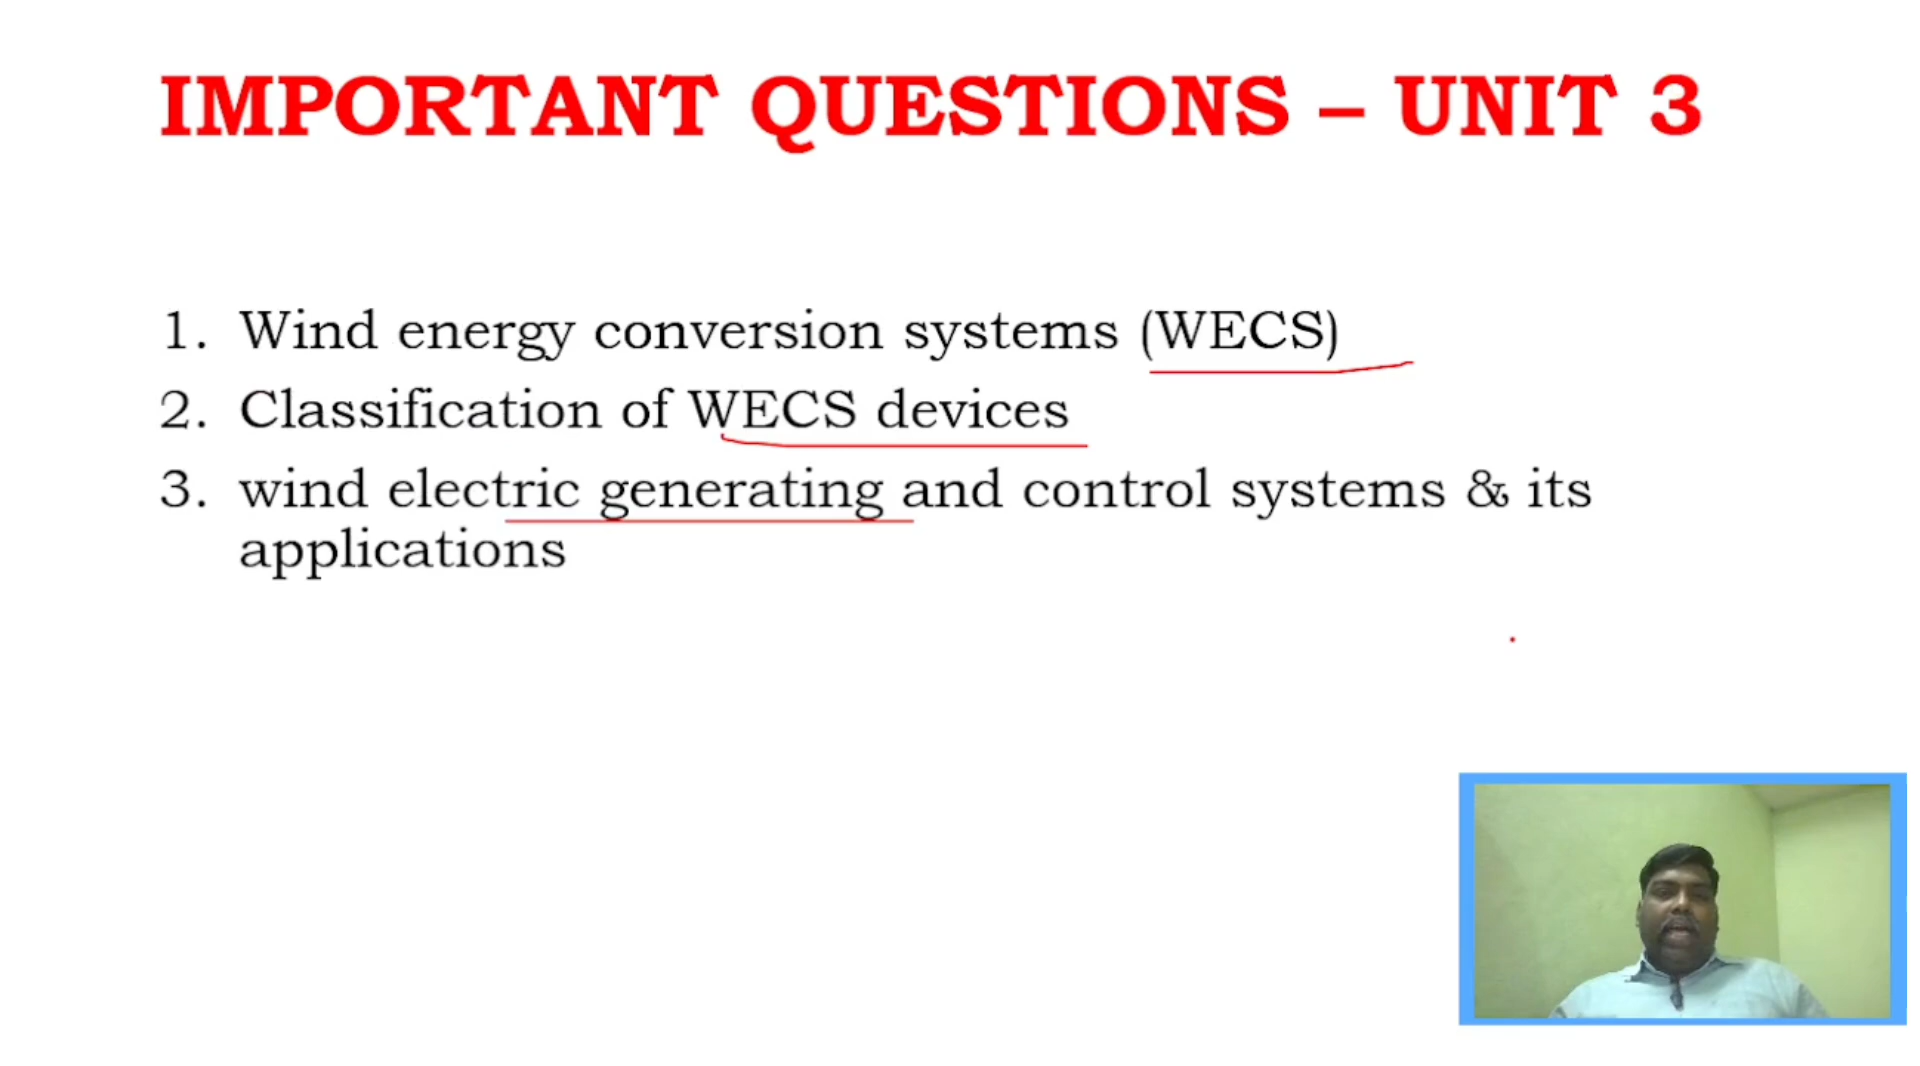 IMPORTANT QUESTIONS – UNIT 3
1. Wind energy conversion systems (WECS)
2. Classification of WECS devices
3. wind electric generating and control systems & its
applications